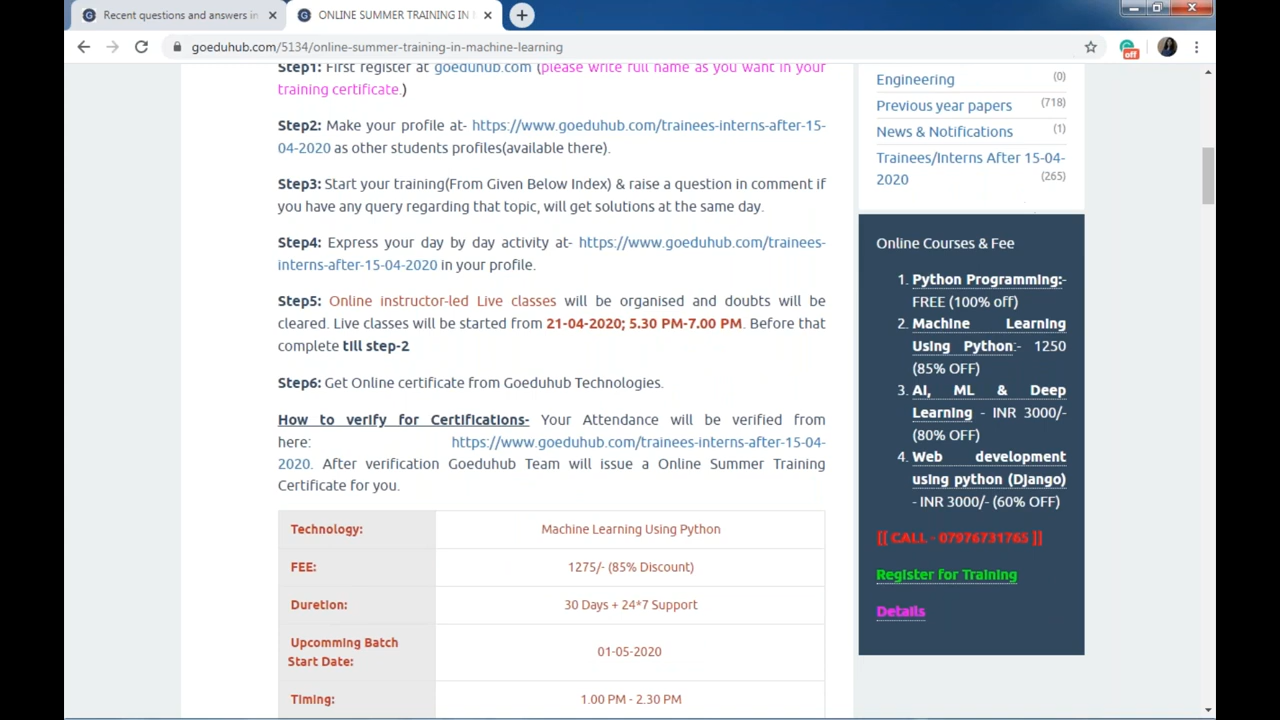 Recent questions and answers in
ONLINE SUMMER TRAINING IN
goeduhub.com/5134/online-summer-training-in-machine-learning
off
Step1: First register at goeduhub.com (please write full name as you want in your
training certificate.)
Step2: Make your profile at- https://www.goeduhub.com/trainees-interns-after-15-
04-2020 as other students profiles(available there).
Step3: Start your training(From Given Below Index) & raise a question in comment if
you have any query regarding that topic, will get solutions at the same day.
Step4: Express your day by day activity at- https://www.goeduhub.com/trainees-
interns-after-15-04-2020 in your profile.
Step5: Online instructor-led Live classes will be organised and doubts will be
cleared. Live classes will be started from 21-04-2020; 5.30 PM-7.00 PM. Before that
complete till step-2
Step6: Get Online certificate from Goeduhub Technologies.
How to verify for Certifications- Your Attendance will be verified from
here: https://www.goeduhub.com/trainees-interns-after-15-04-
2020. After verification Goeduhub Team will issue a Online Summer Training
Certificate for you.
Technology: Machine Learning Using Python
FEE: 1275/- (85% Discount)
Duretion: 30 Days + 24*7 Support
Upcomming Batch
Start Date: 01-05-2020
Timing: 1.00 PM - 2.30 PM
Engineering (0)
Previous year papers (718)
News & Notifications (1)
Trainees/Interns After 15-04-
2020 (265)
Online Courses & Fee
1. Python Programming:-
FREE (100% off)
2. Machine Learning
Using Python:- 1250
(85% OFF)
3. AI, ML & Deep
Learning - INR 3000/-
(80% OFF)
4. Web development
using python (Django)
- INR 3000/- (60% OFF)
[[ CALL - 07976731765 ]]
Register for Training
Details